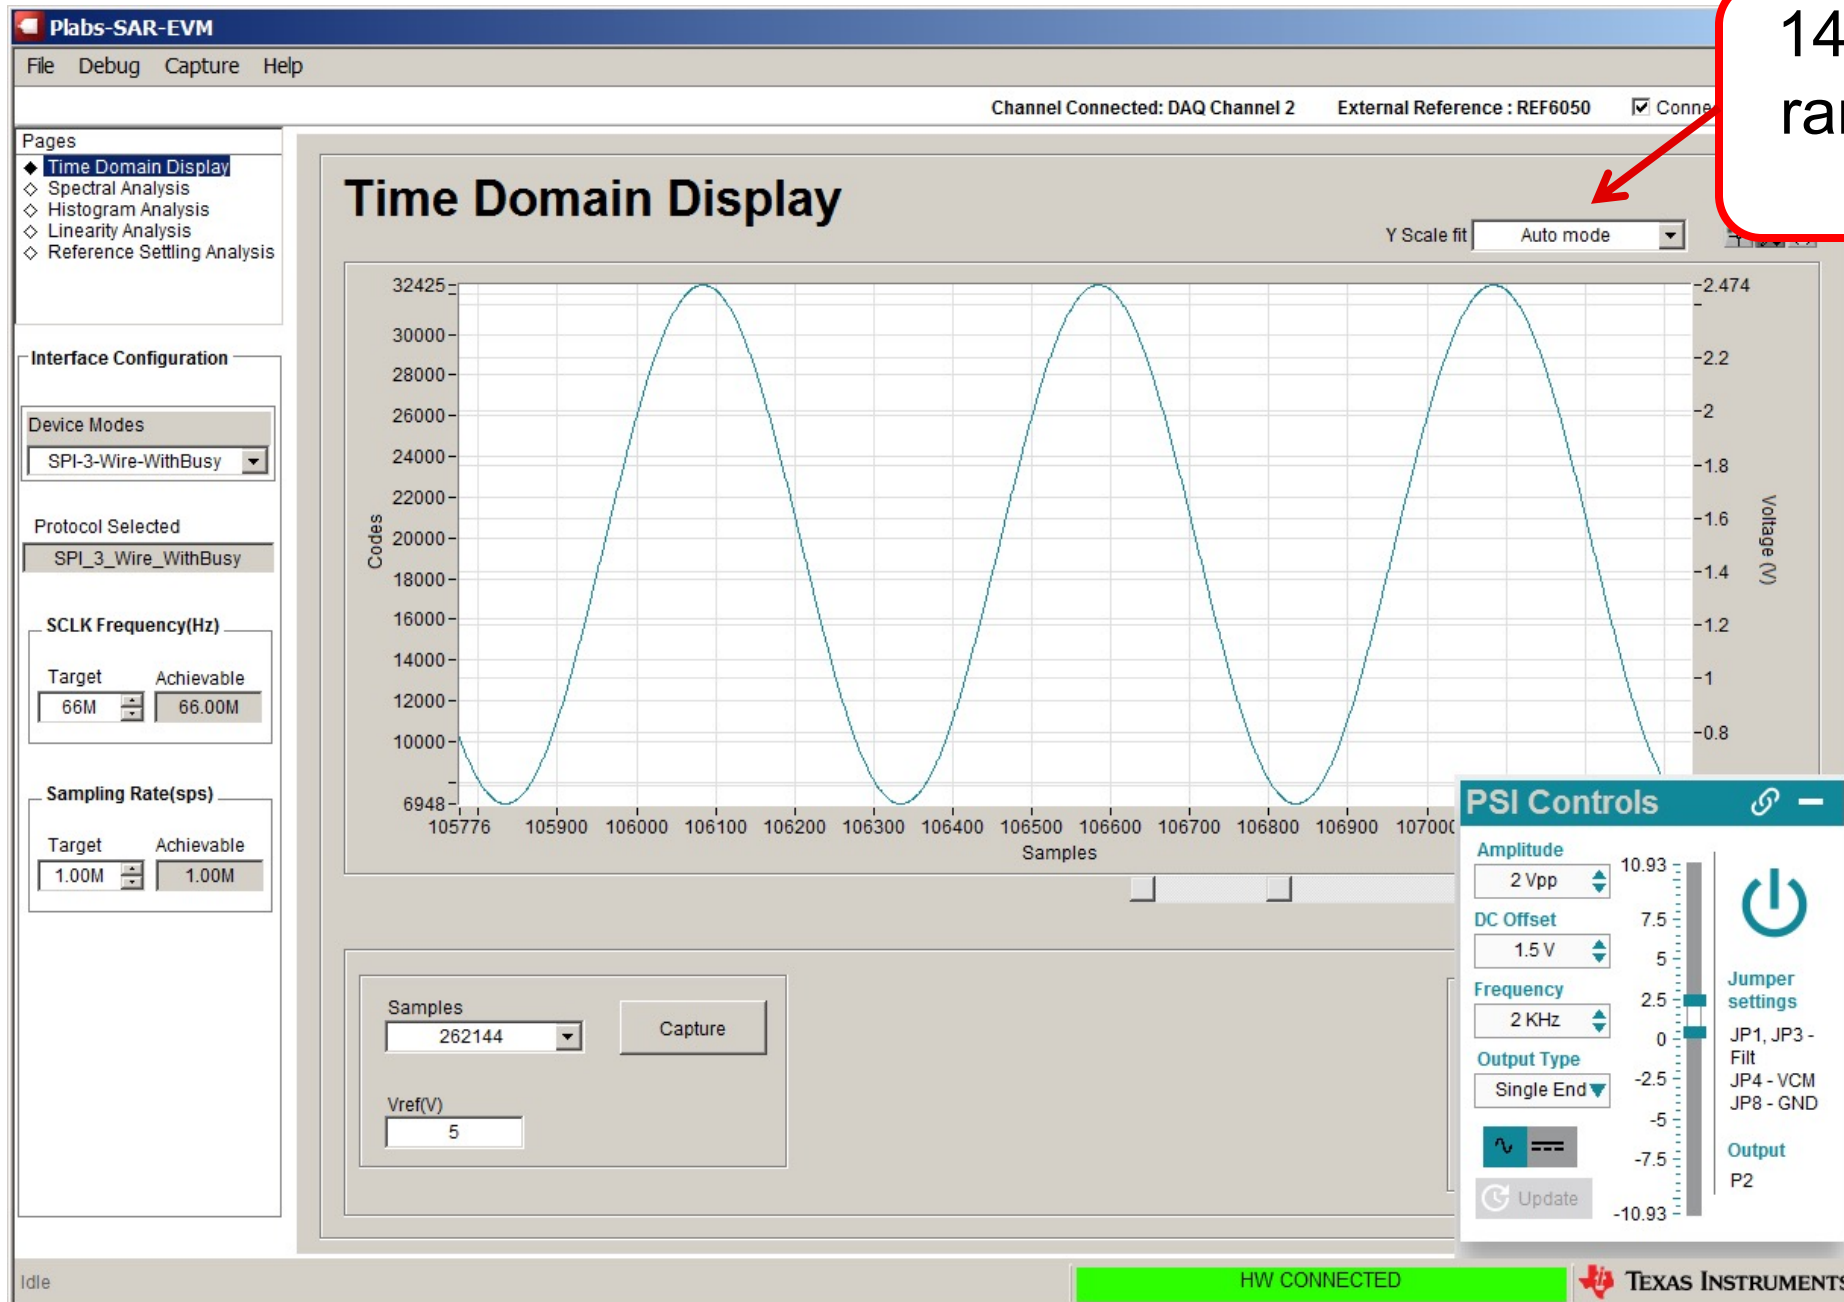 Plabs-SAR-EVM
File Debug Capture Help
Channel Connected: DAQ Channel 2 External Reference : REF6050
14
Pages
Time Domain Display
Spectral Analysis
Histogram Analysis
Linearity Analysis
Reference Settling Analysis
Interface Configuration
Device Modes
SPI-3-Wire-WithBusy
Protocol Selected
SPI_3_Wire_WithBusy
SCLK Frequency(Hz)
Target Achievable
66M 66.00M
Sampling Rate(sps)
Target Achievable
1.00M 1.00M
Time Domain Display
Y Scale fit Auto mode
32425
30000
28000
26000
24000
22000
20000
18000
16000
14000
12000
10000
6948
Codes
2.474
2.2
2
1.8
1.6
1.4
1.2
1
0.8
Voltage (V)
105776 105900 106000 106100 106200 106300 106400 106500 106600 106700 106800 106900 107000
Samples
Samples
262144
Capture
Vref(V)
5
PSI Controls
Amplitude
2 Vpp
DC Offset
1.5 V
Frequency
2 KHz
Output Type
Single End
Update
10.93
7.5
5
2.5
0
-2.5
-5
-7.5
-10.93
Jumper
settings
JP1, JP3 -
Filt
JP4 - VCM
JP8 - GND
Output
P2
Idle
HW CONNECTED
TEXAS INSTRUMENTS